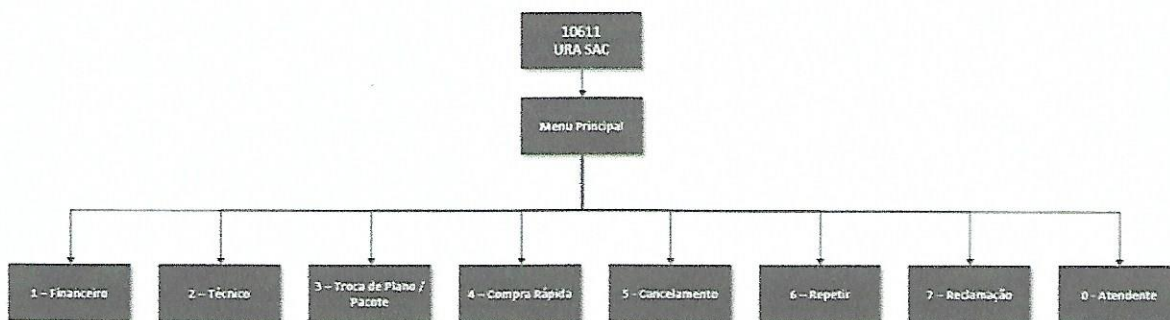 10611
URA SAC
Menu Principal
1 – Financeiro
2 – Técnico
3 – Troca de Plano /
Pacote
4 – Compra Rápida
5 - Cancelamento
6 – Repetir
7 – Reclamação
0 - Atendente